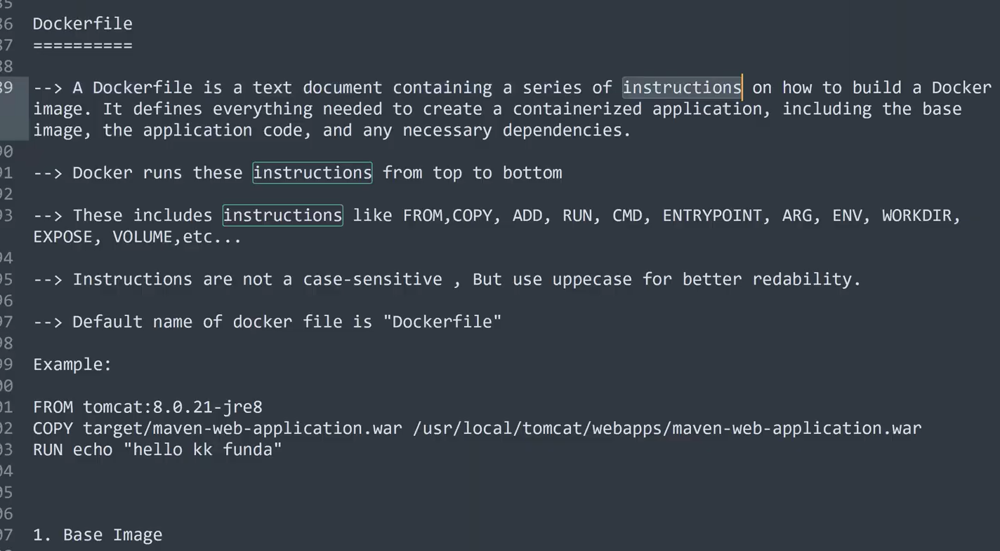 Dockerfile
==========
--> A Dockerfile is a text document containing a series of instructions on how to build a Docker
image. It defines everything needed to create a containerized application, including the base
image, the application code, and any necessary dependencies.
--> Docker runs these instructions from top to bottom
--> These includes instructions like FROM,COPY, ADD, RUN, CMD, ENTRYPOINT, ARG, ENV, WORKDIR,
EXPOSE, VOLUME,etc...
--> Instructions are not a case-sensitive , But use uppecase for better redability.
--> Default name of docker file is "Dockerfile"
Example:
FROM tomcat:8.0.21-jre8
COPY target/maven-web-application.war /usr/local/tomcat/webapps/maven-web-application.war
RUN echo "hello kk funda"
1. Base Image